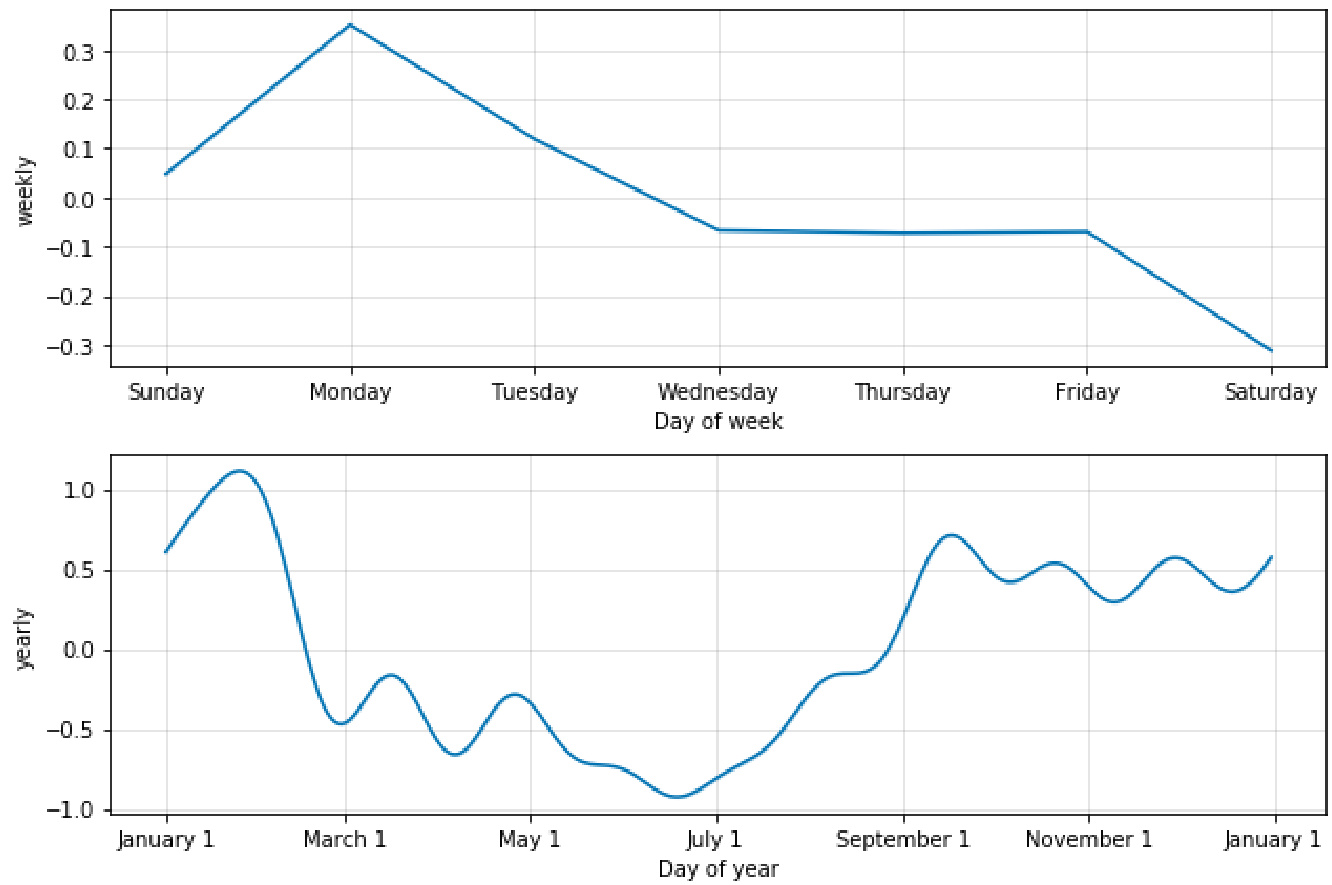 weekly
0.3
0.2
0.1
0.0
−0.1
−0.2
−0.3
Sunday Monday Tuesday Wednesday Thursday Friday Saturday
Day of week
yearly
1.0
0.5
0.0
−0.5
−1.0
January 1 March 1 May 1 July 1 September 1 November 1 January 1
Day of year